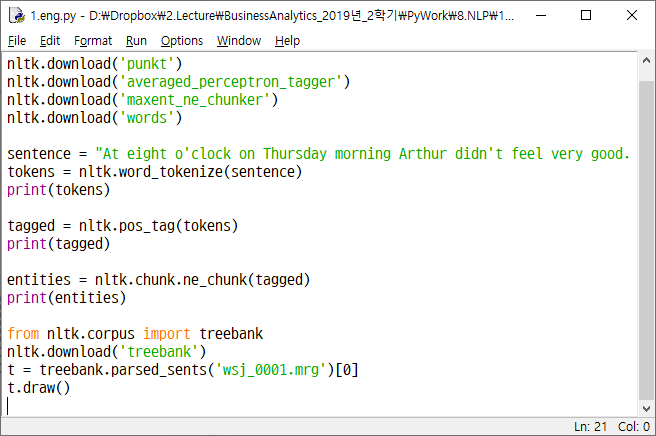 1.eng.py - D:₩Dropbox₩2.Lecture₩BusinessAnalytics_2019년_2학기₩PyWork₩8.NLP₩1...
File Edit Format Run Options Window Help
nltk.download('punkt')
nltk.download('averaged_perceptron_tagger')
nltk.download('maxent_ne_chunker')
nltk.download('words')
sentence = "At eight o'clock on Thursday morning Arthur didn't feel very good.
tokens = nltk.word_tokenize(sentence)
print(tokens)
tagged = nltk.pos_tag(tokens)
print(tagged)
entities = nltk.chunk.ne_chunk(tagged)
print(entities)
from nltk.corpus import treebank
nltk.download('treebank')
t = treebank.parsed_sents('wsj_0001.mrg')[0]
t.draw()
Ln: 21 Col: 0